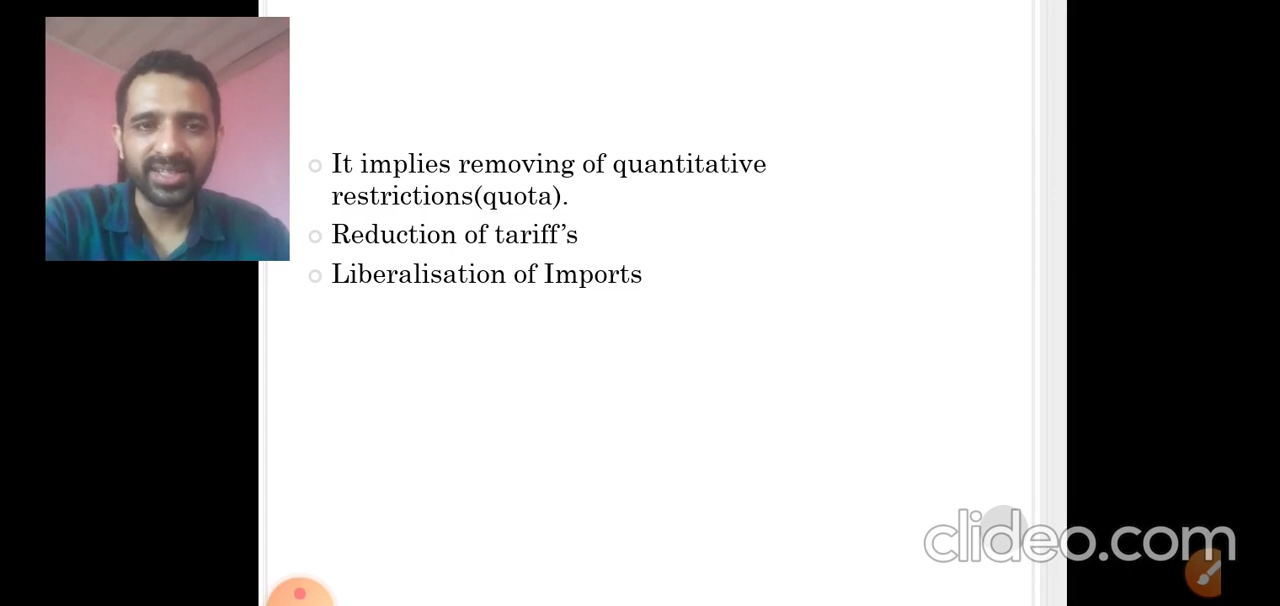 It implies removing of quantitative
restrictions(quota).
Reduction of tariff’s
Liberalisation of Imports
clideo.com